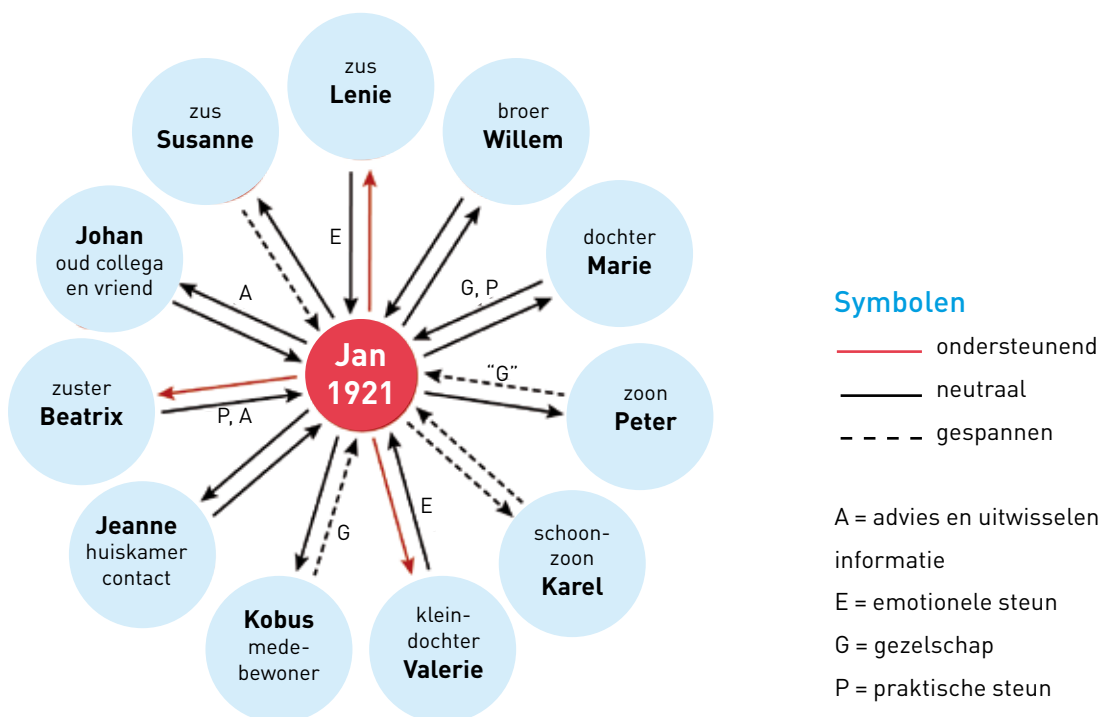 zus
Lenie
zus
Susanne
broer
Willem
Johan
oud collega
en vriend
dochter
Marie
E
A
G, P
Jan
1921
"G"
zuster
Beatrix
P, A
zoon
Peter
Jeanne
huiskamer
contact
G
E
schoon-
zoon
Karel
Kobus
mede-
bewoner
klein-
dochter
Valerie
Symbolen
ondersteunend
neutraal
gespannen
A = advies en uitwisselen
informatie
E = emotionele steun
G = gezelschap
P = praktische steun